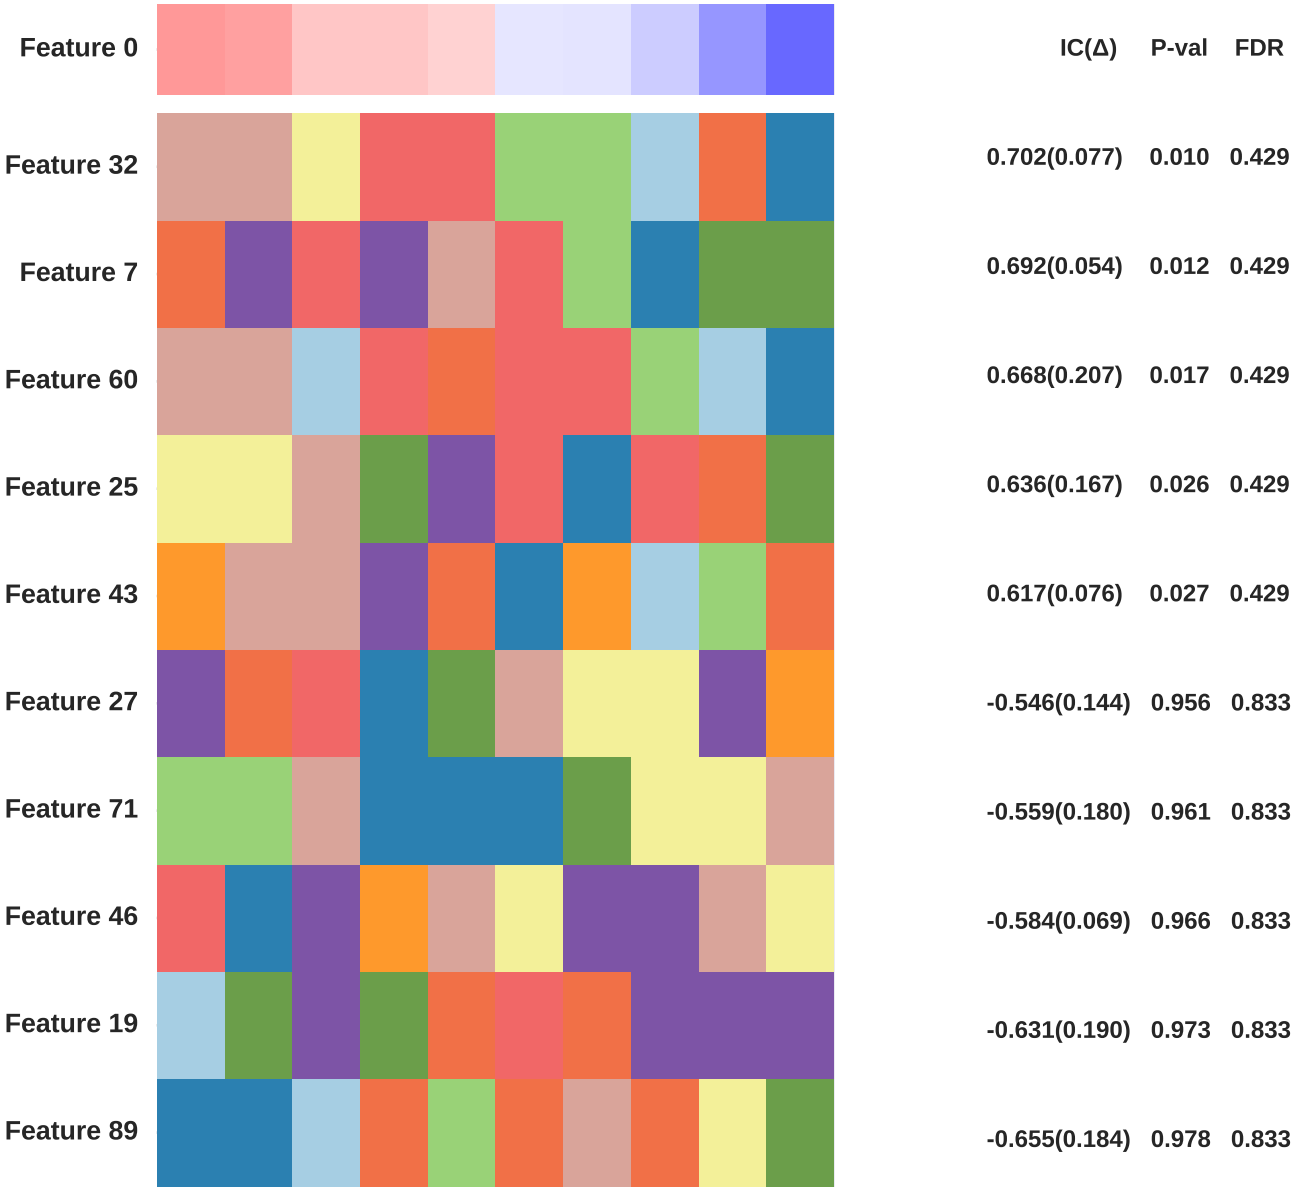 Feature 0 IC(Δ) P-val FDR
Feature 32 0.702(0.077) 0.010 0.429
Feature 7 0.692(0.054) 0.012 0.429
Feature 60 0.668(0.207) 0.017 0.429
Feature 25 0.636(0.167) 0.026 0.429
Feature 43 0.617(0.076) 0.027 0.429
Feature 27 -0.546(0.144) 0.956 0.833
Feature 71 -0.559(0.180) 0.961 0.833
Feature 46 -0.584(0.069) 0.966 0.833
Feature 19 -0.631(0.190) 0.973 0.833
Feature 89 -0.655(0.184) 0.978 0.833